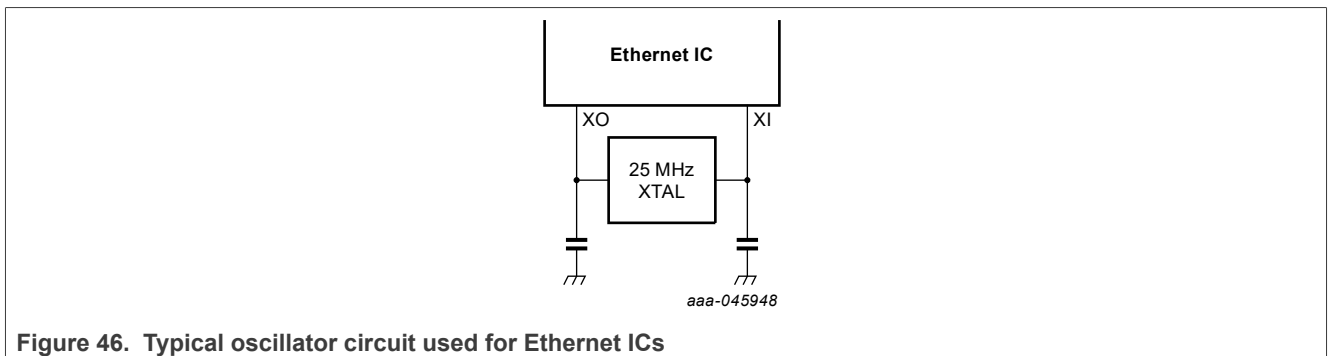 Ethernet IC
XO
XI
25 MHz
XTAL
aaa-045948
Figure 46. Typical oscillator circuit used for Ethernet ICs